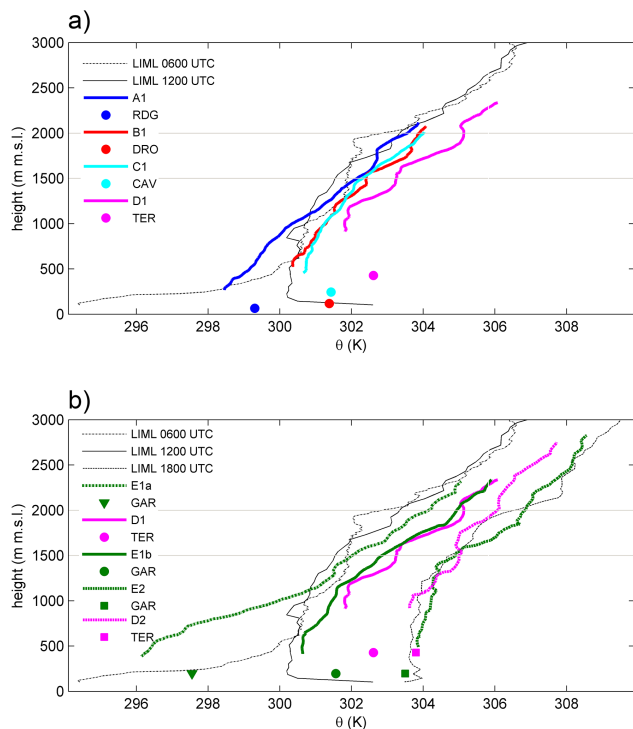 a)
3000
2500
2000
1500
1000
500
0
height (m m.s.l.)
LIML 0600 UTC
LIML 1200 UTC
A1
RDG
B1
DRO
C1
CAV
D1
TER
296 298 300 302 304 306 308
θ (K)
b)
3000
2500
2000
1500
1000
500
0
height (m m.s.l.)
LIML 0600 UTC
LIML 1200 UTC
LIML 1800 UTC
E1a
GAR
D1
TER
E1b
GAR
E2
GAR
D2
TER
296 298 300 302 304 306 308
θ (K)